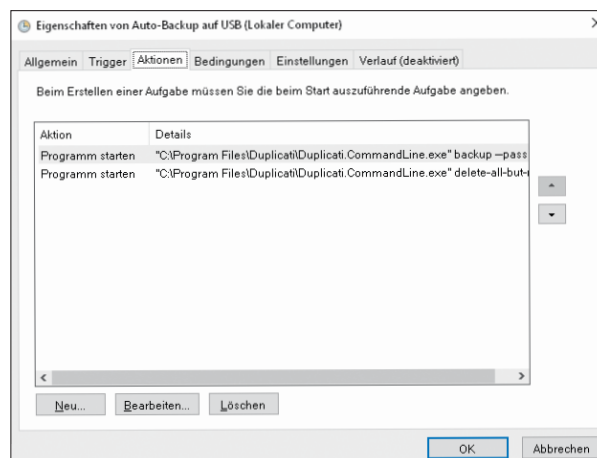 Eigenschaften von Auto-Backup auf USB (Lokaler Computer)
Allgemein Trigger Aktionen Bedingungen Einstellungen Verlauf (deaktiviert)
Beim Erstellen einer Aufgabe müssen Sie die beim Start auszuführende Aufgabe angeben.
Aktion Details
Programm starten "C:\Program Files\Duplicati\Duplicati.CommandLine.exe" backup —pass
Programm starten "C:\Program Files\Duplicati\Duplicati.CommandLine.exe" delete-all-but-
Neu... Bearbeiten... Löschen
OK Abbrechen